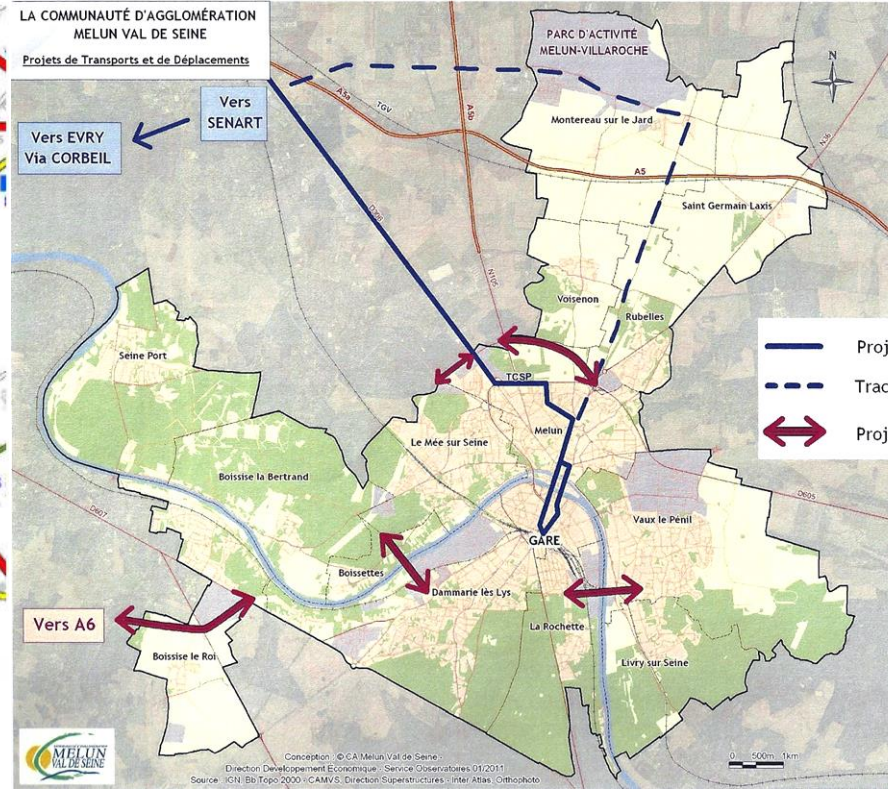 LA COMMUNAUTÉ D'AGGLOMÉRATION
MELUN VAL DE SEINE
Projets de Transports et de Déplacements
PARC D'ACTIVITÉ
MELUN-VILLAROCHE
N
Vers
SENART
Vers EVRY
Via CORBEIL
A5a
TGV
A5b
Montereau sur le Jard
N36
A5
Saint Germain Laxis
D306
N105
Voisenon
Rubelles
Seine Port
TCSP
Proj
Trac
Proj
Le Mée sur Seine
Melun
Boissise la Bertrand
D605
Vaux le Pénil
D607
GARE
Boissettes
Dammarie lès Lys
Vers A6
La Rochette
Boissise le Roi
Livry sur Seine
MELUN
VAL DE SEINE
Conception : © CA Melun Val de Seine -
Direction Developpement Économique - Service Observatoires 01/2011
Source : IGN, Bb Topo 2000 - CAMVS, Direction Superstructures - Inter Atlas, Orthophoto
0 500m 1km